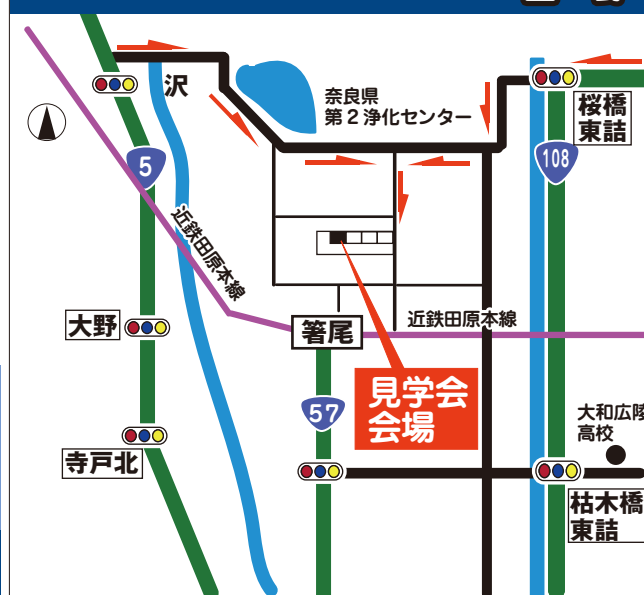 沢
奈良県
第2浄化センター
桜橋
東詰
5
108
近鉄田原本線
大野
箸尾
近鉄田原本線
見学会
会場
57
大和広陵
高校
寺戸北
枯木橋
東詰